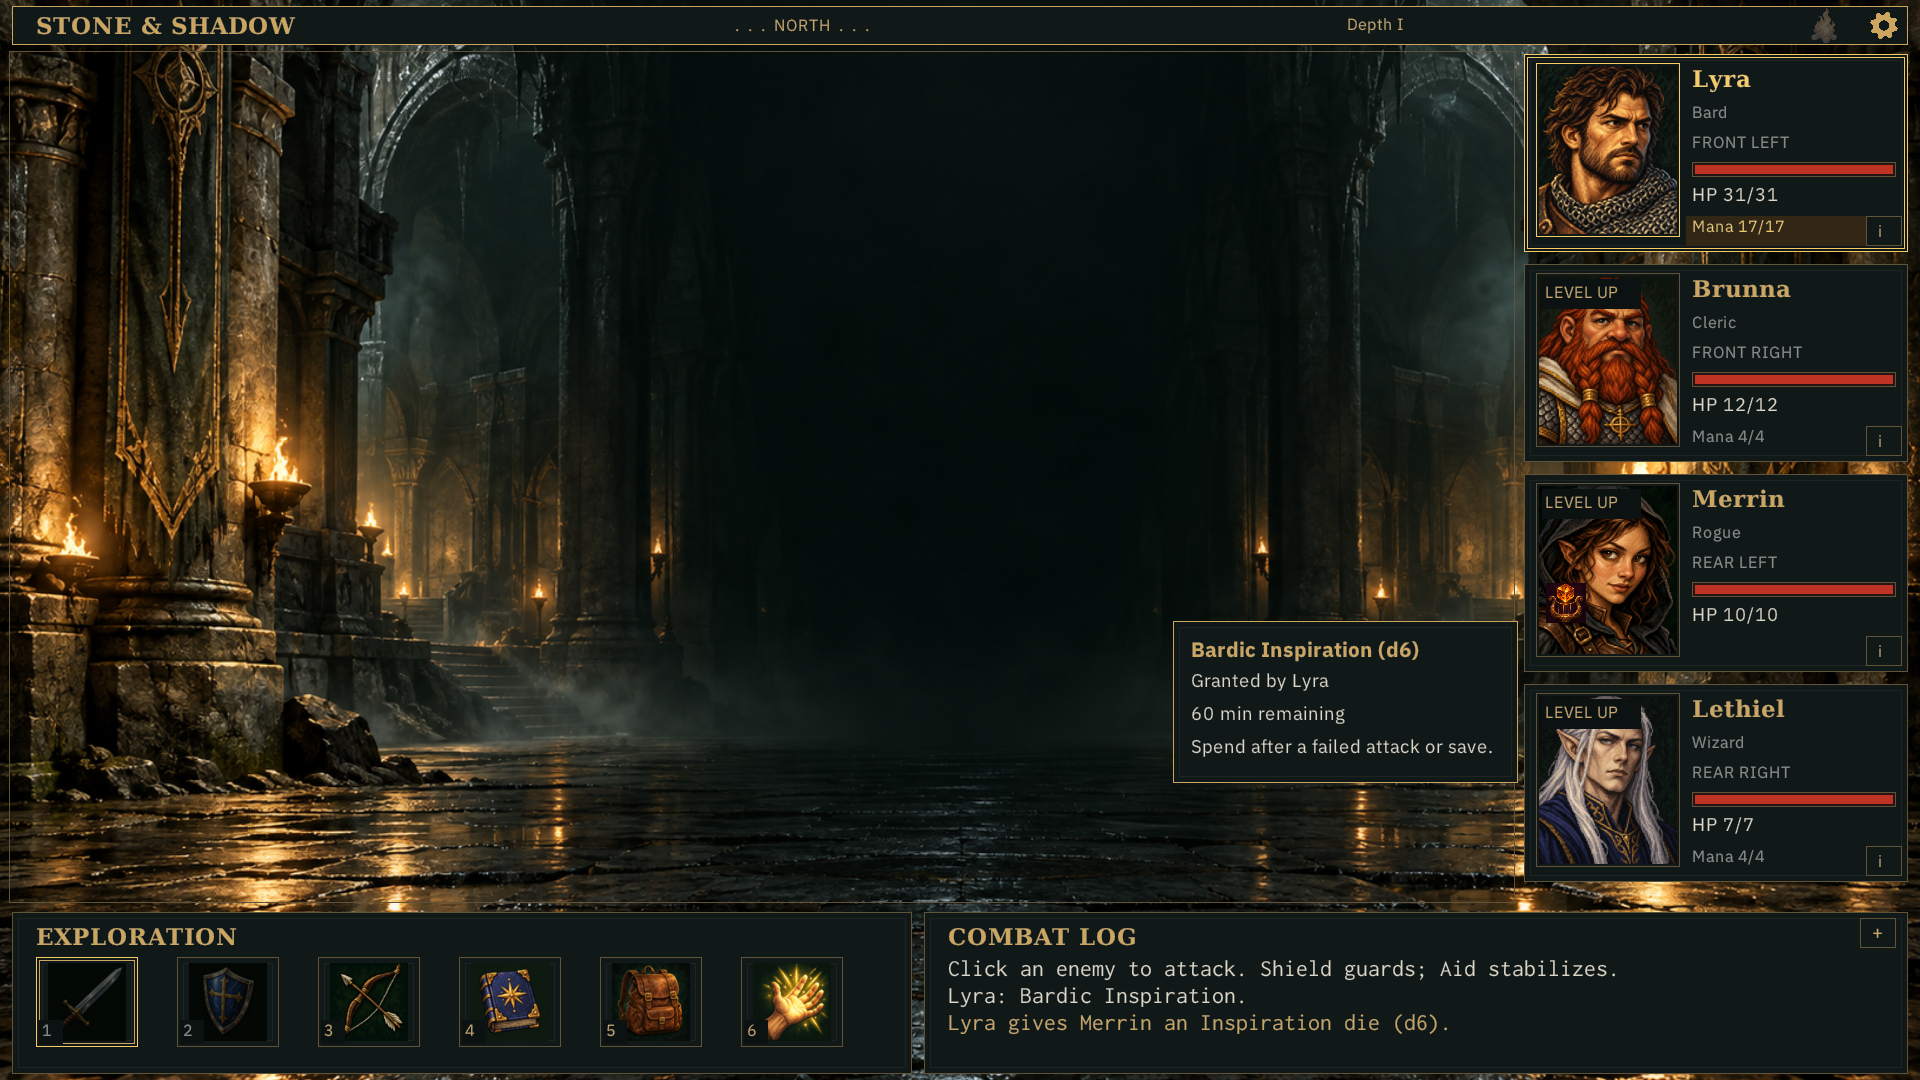 STONE & SHADOW
. . . NORTH . . .
Depth I
Lyra
Bard
FRONT LEFT
HP 31/31
Mana 17/17
i
LEVEL UP
Brunna
Cleric
FRONT RIGHT
HP 12/12
Mana 4/4
i
LEVEL UP
Merrin
Rogue
REAR LEFT
HP 10/10
i
Bardic Inspiration (d6)
Granted by Lyra
60 min remaining
Spend after a failed attack or save.
LEVEL UP
Lethiel
Wizard
REAR RIGHT
HP 7/7
Mana 4/4
i
EXPLORATION
1
2
3
4
5
6
COMBAT LOG
+
Click an enemy to attack. Shield guards; Aid stabilizes.
Lyra: Bardic Inspiration.
Lyra gives Merrin an Inspiration die (d6).